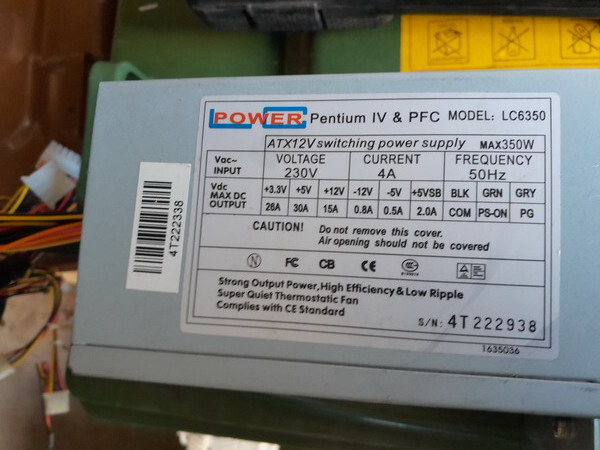 POWER Pentium IV & PFC MODEL: LC6350
ATX12V switching power supply MAX350W
Vac~ INPUT VOLTAGE 230V CURRENT 4A FREQUENCY 50Hz
Vdc MAX DC OUTPUT +3.3V +5V +12V -12V -5V +5VSB BLK GRN GRY
26A 30A 15A 0.8A 0.5A 2.0A COM PS-ON PG
CAUTION! Do not remove this cover.
Air opening should not be covered
N FC CB CE
Strong Output Power,High Efficiency & Low Ripple
Super Quiet Thermostatic Fan
Complies with CE Standard
S/N: 4T 222938
1635036
4T222338